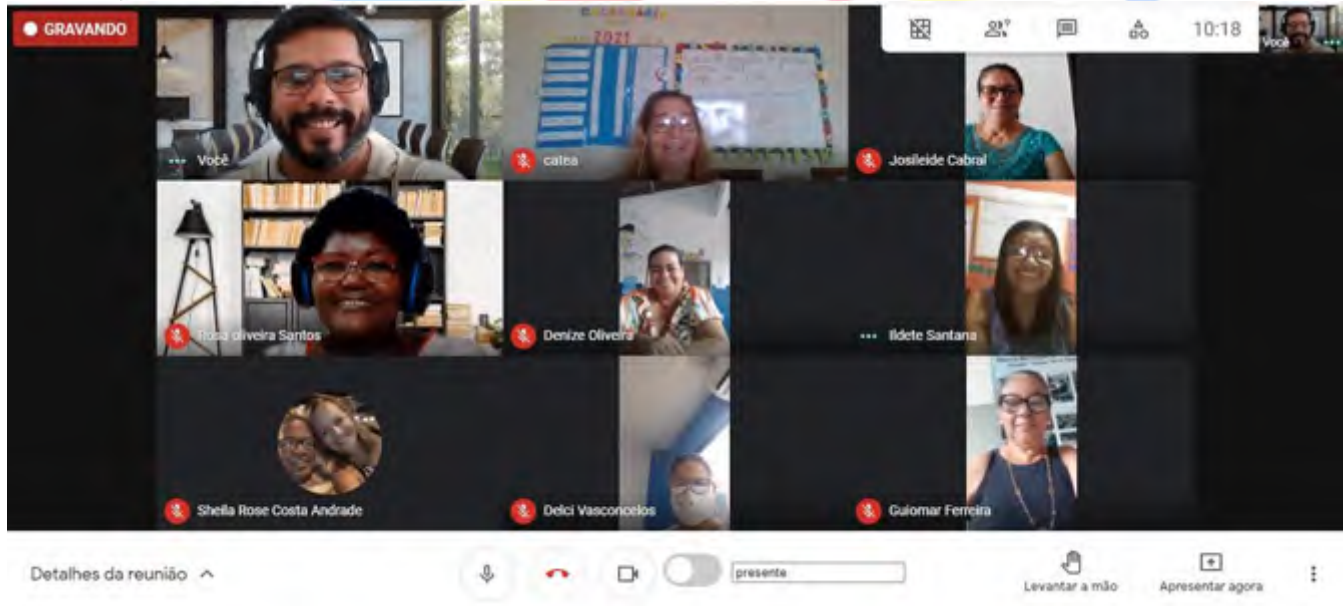 GRAVANDO
10:18
Você
2021
Você
catea
Josileide Cabral
Rosa oliveira Santos
Denize Oliveira
Ildete Santana
Sheila Rose Costa Andrade
Delci Vasconcelos
Guiomar Ferreira
Detalhes da reunião
presente
Levantar a mão
Apresentar agora